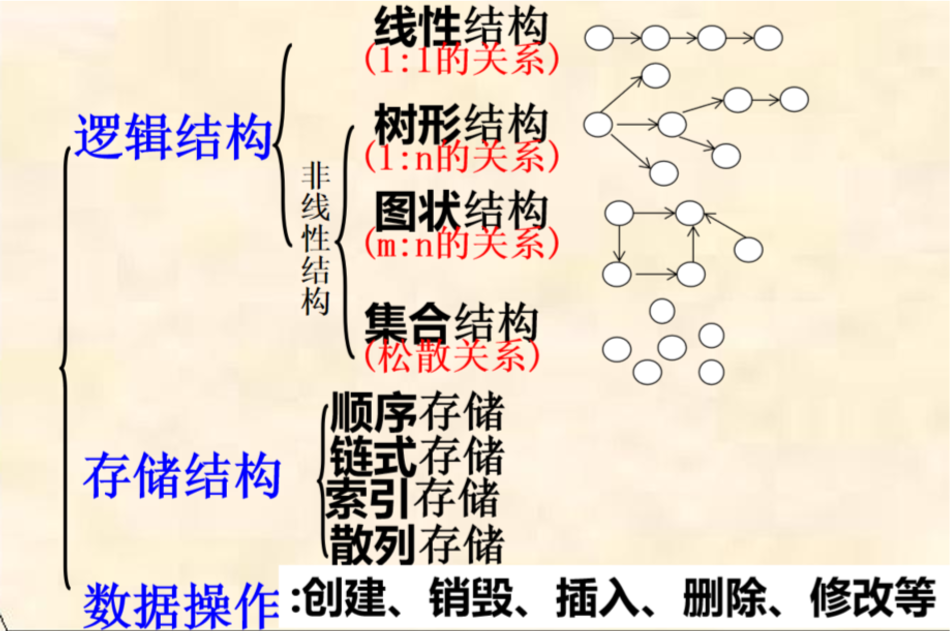 线性结构
(1:1的关系)
逻辑结构
非线性结构
树形结构
(1:n的关系)
图状结构
(m:n的关系)
集合结构
(松散关系)
存储结构
顺序存储
链式存储
索引存储
散列存储
数据操作:创建、销毁、插入、删除、修改等